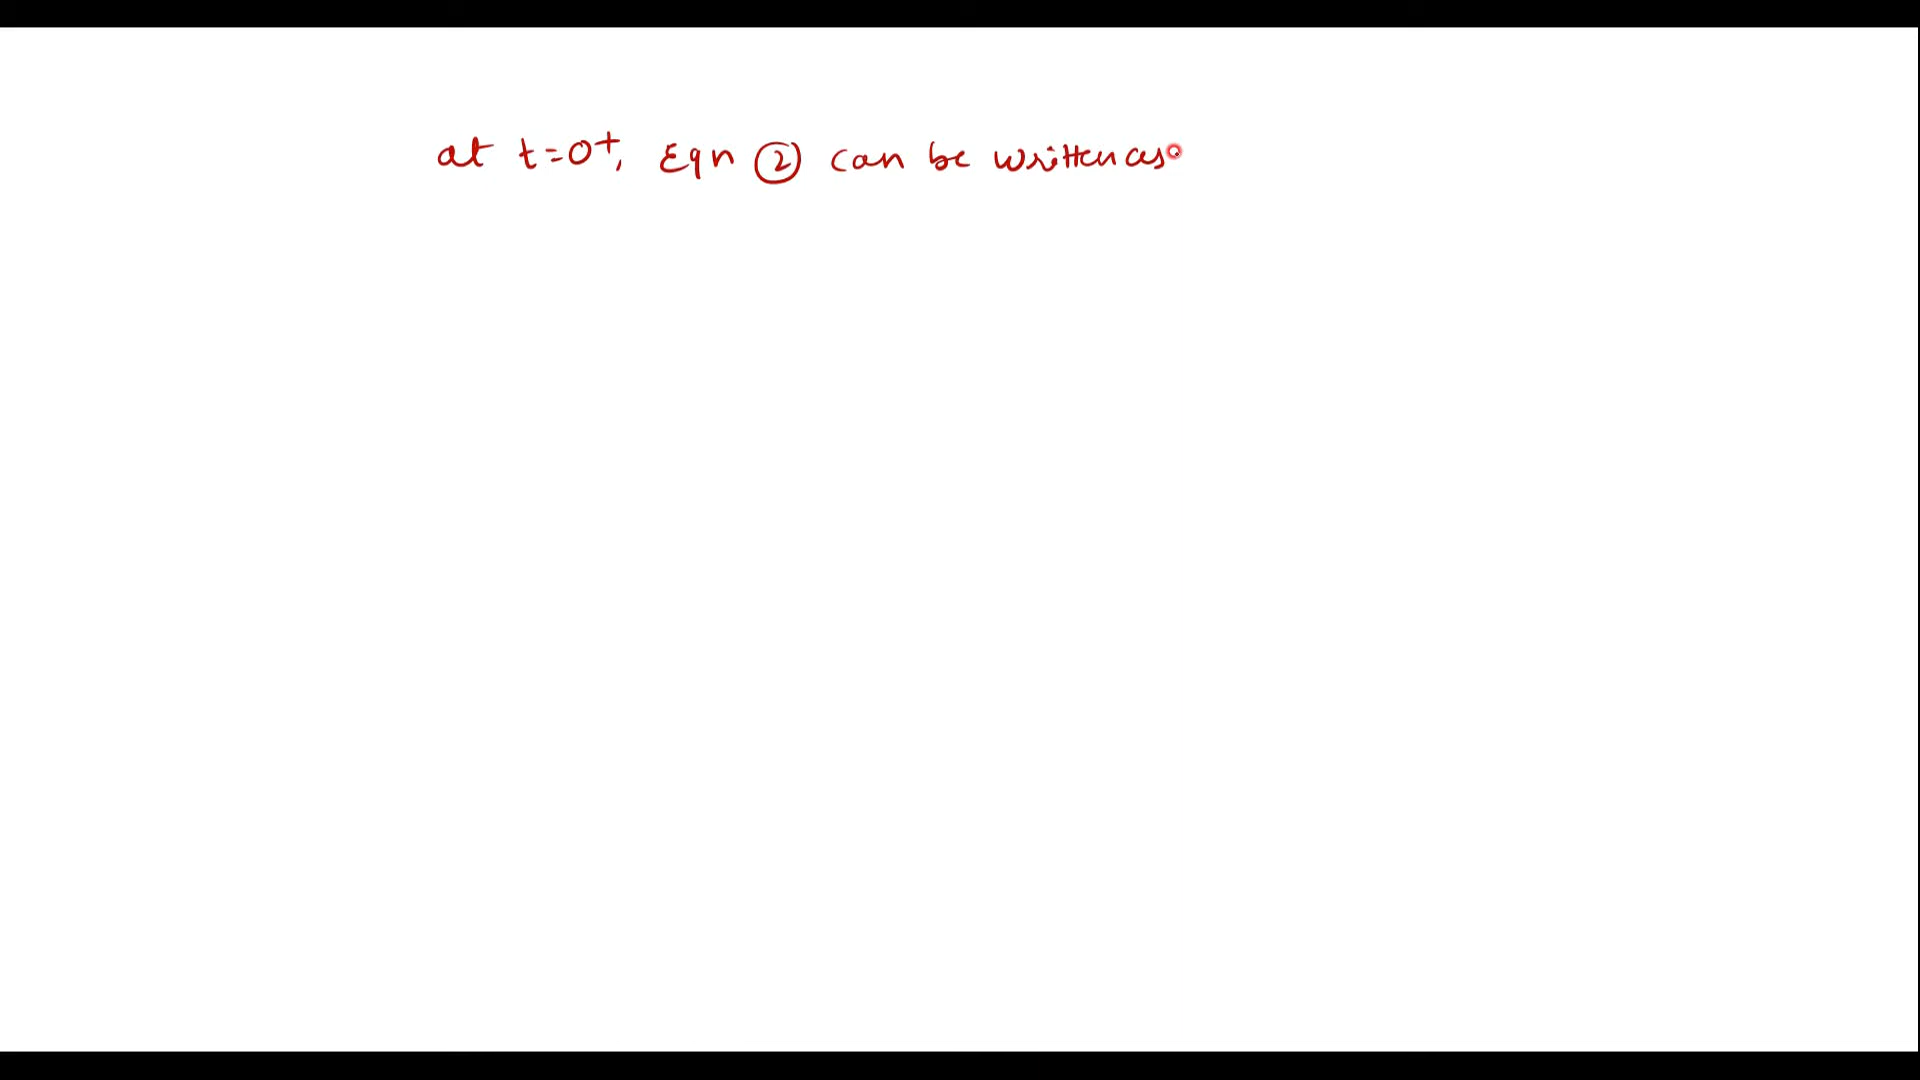 at t=0+, Eqn ② can be written as